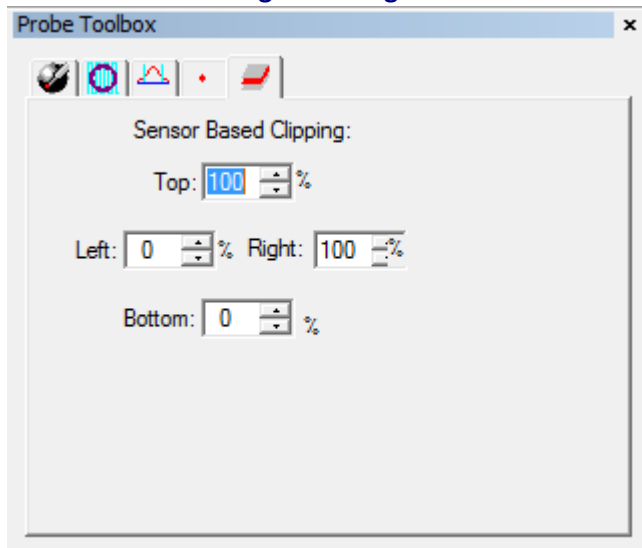 Probe Toolbox
Sensor Based Clipping:
Top: 100 %
Left: 0 % Right: 100 %
Bottom: 0 %